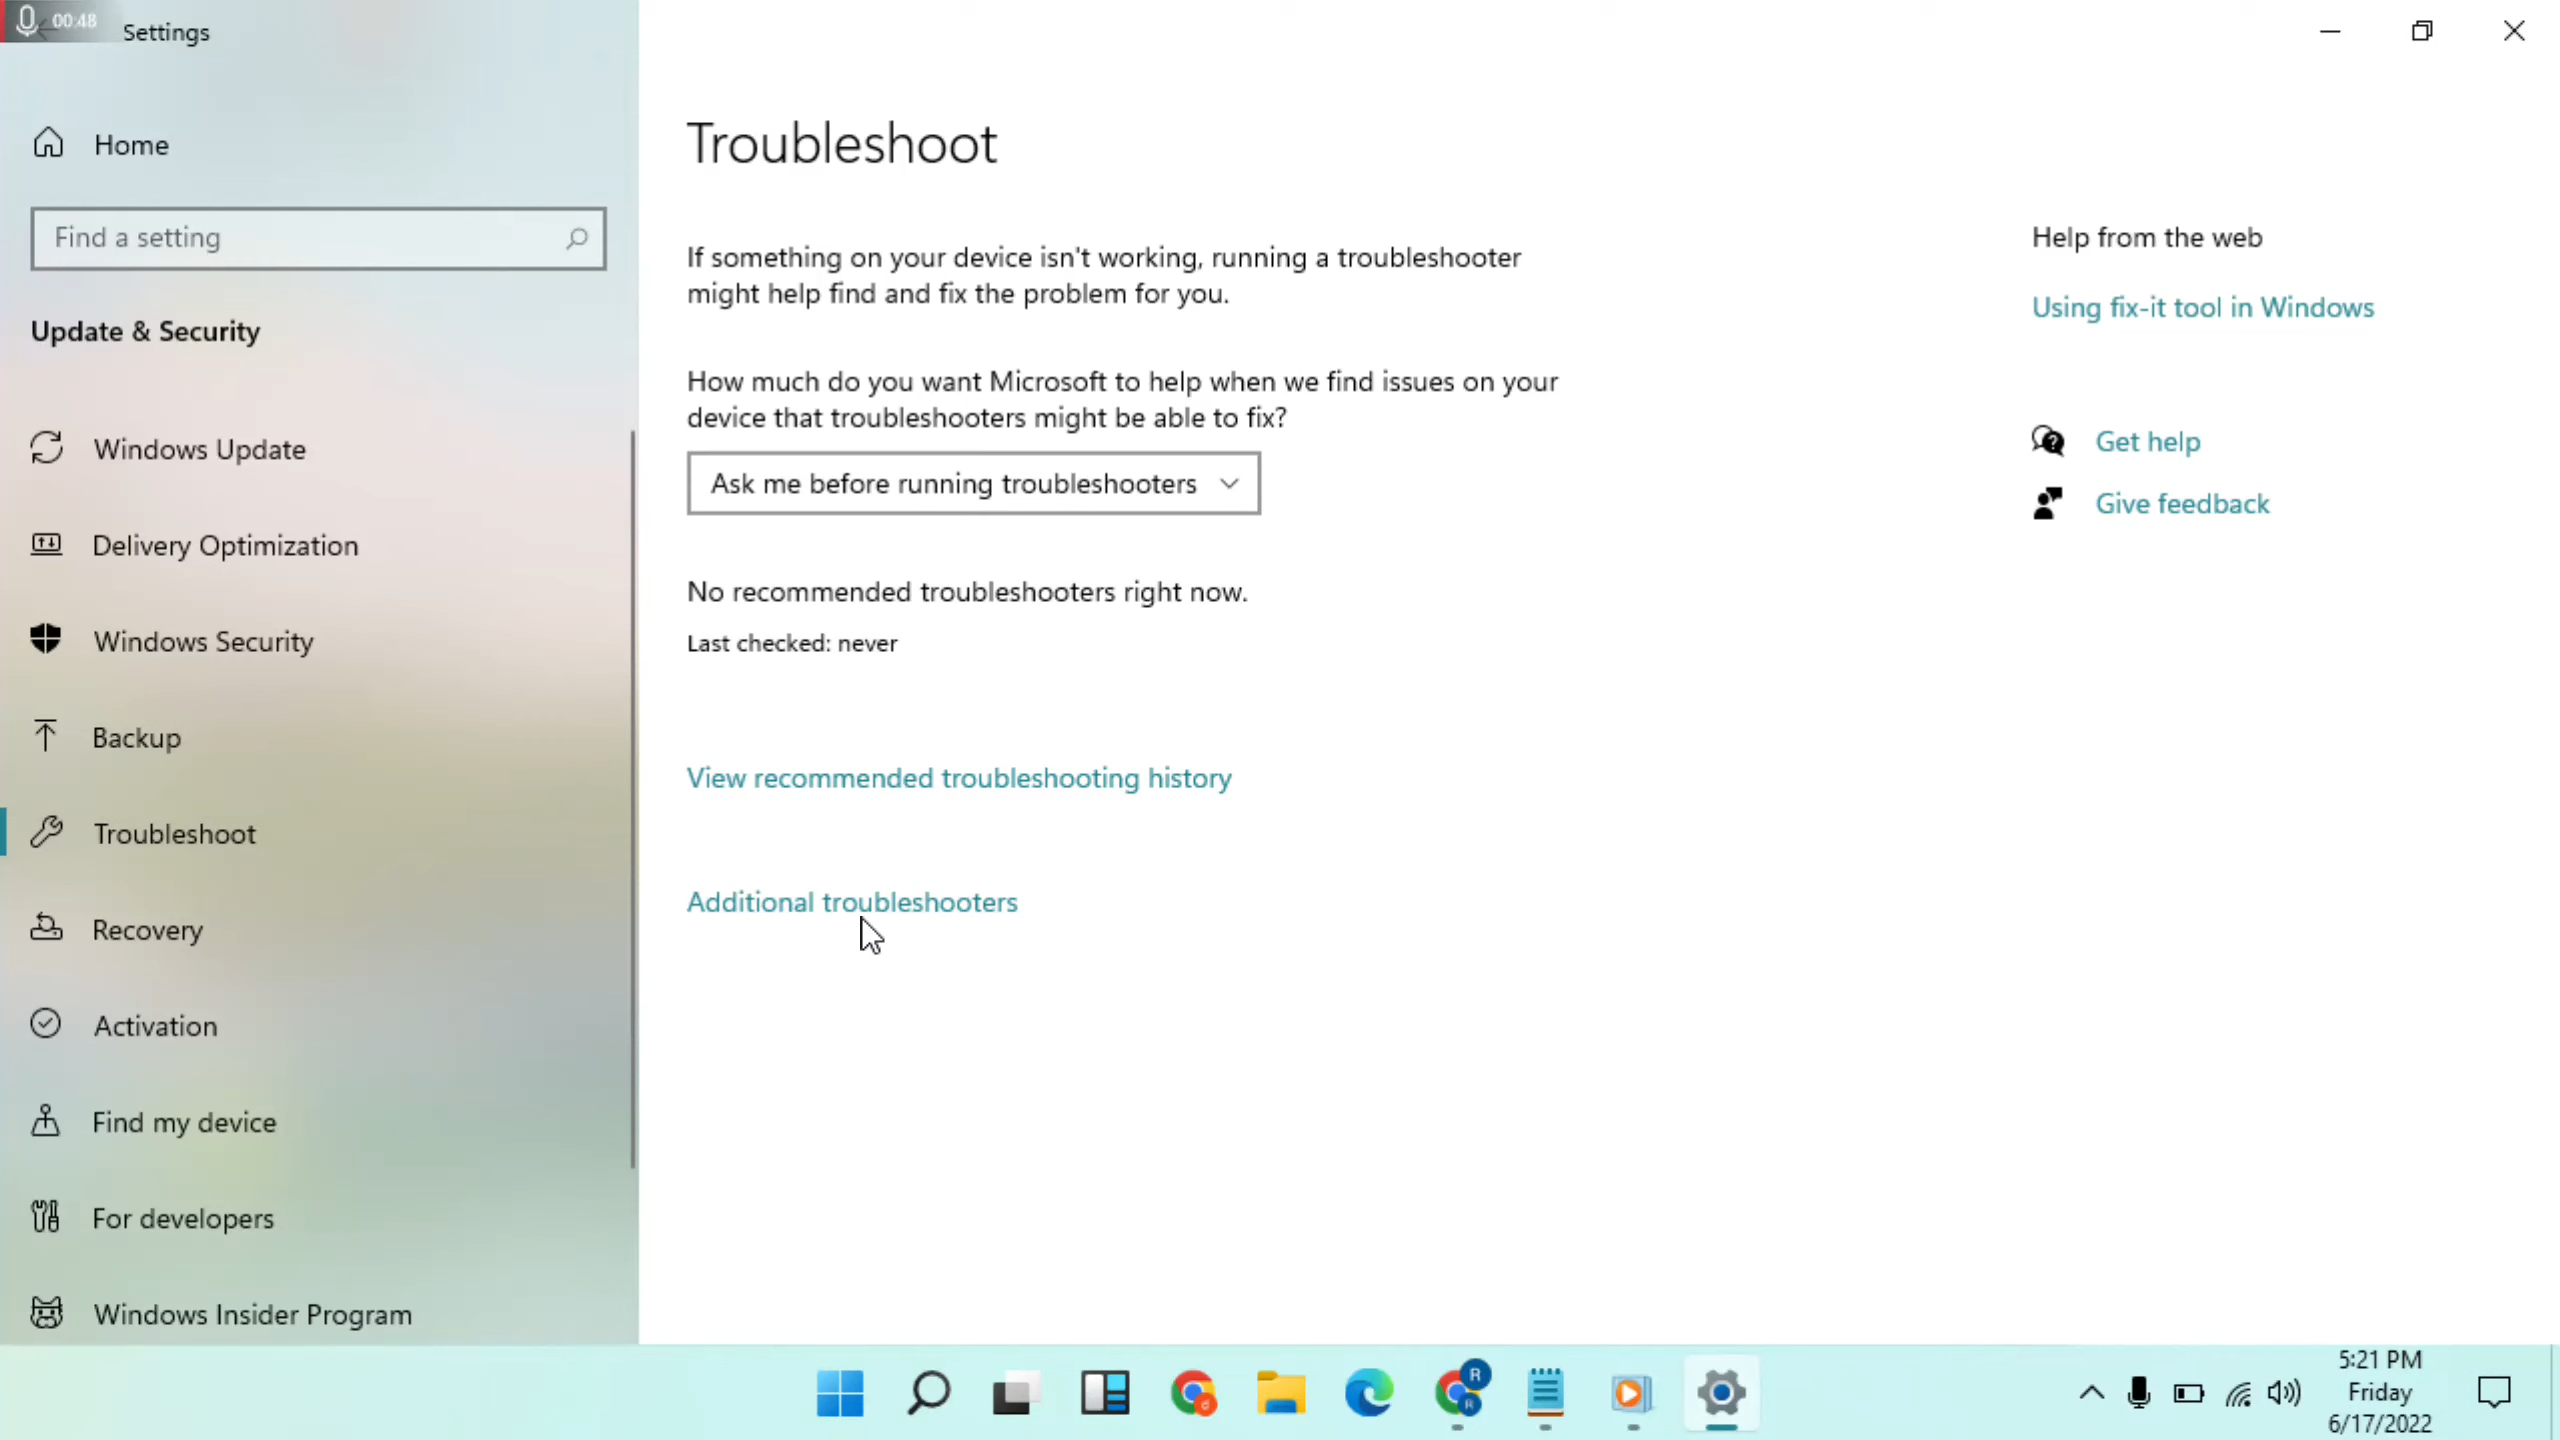 00:48
Settings
Home
Find a setting
Update & Security
Windows Update
Delivery Optimization
Windows Security
Backup
Troubleshoot
Recovery
Activation
Find my device
For developers
Windows Insider Program
Troubleshoot
If something on your device isn't working, running a troubleshooter
might help find and fix the problem for you.
How much do you want Microsoft to help when we find issues on your
device that troubleshooters might be able to fix?
Ask me before running troubleshooters
No recommended troubleshooters right now.
Last checked: never
View recommended troubleshooting history
Additional troubleshooters
Help from the web
Using fix-it tool in Windows
Get help
Give feedback
d
R
R
5:21 PM
Friday
6/17/2022